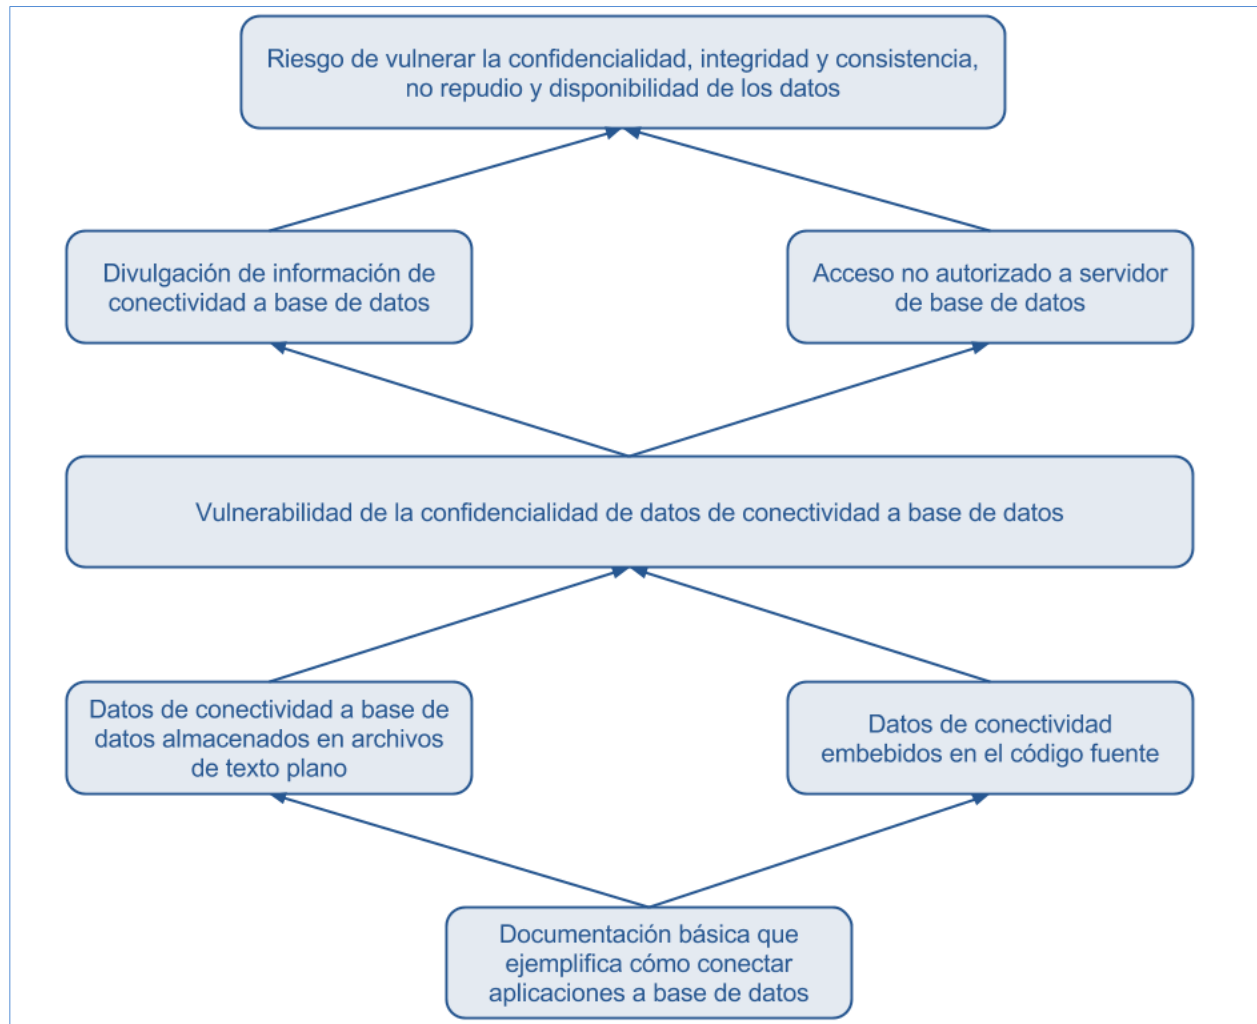 Riesgo de vulnerar la confidencialidad, integridad y consistencia,
no repudio y disponibilidad de los datos
Divulgación de información de
conectividad a base de datos
Acceso no autorizado a servidor
de base de datos
Vulnerabilidad de la confidencialidad de datos de conectividad a base de datos
Datos de conectividad a base de
datos almacenados en archivos
de texto plano
Datos de conectividad
embebidos en el código fuente
Documentación básica que
ejemplifica cómo conectar
aplicaciones a base de datos